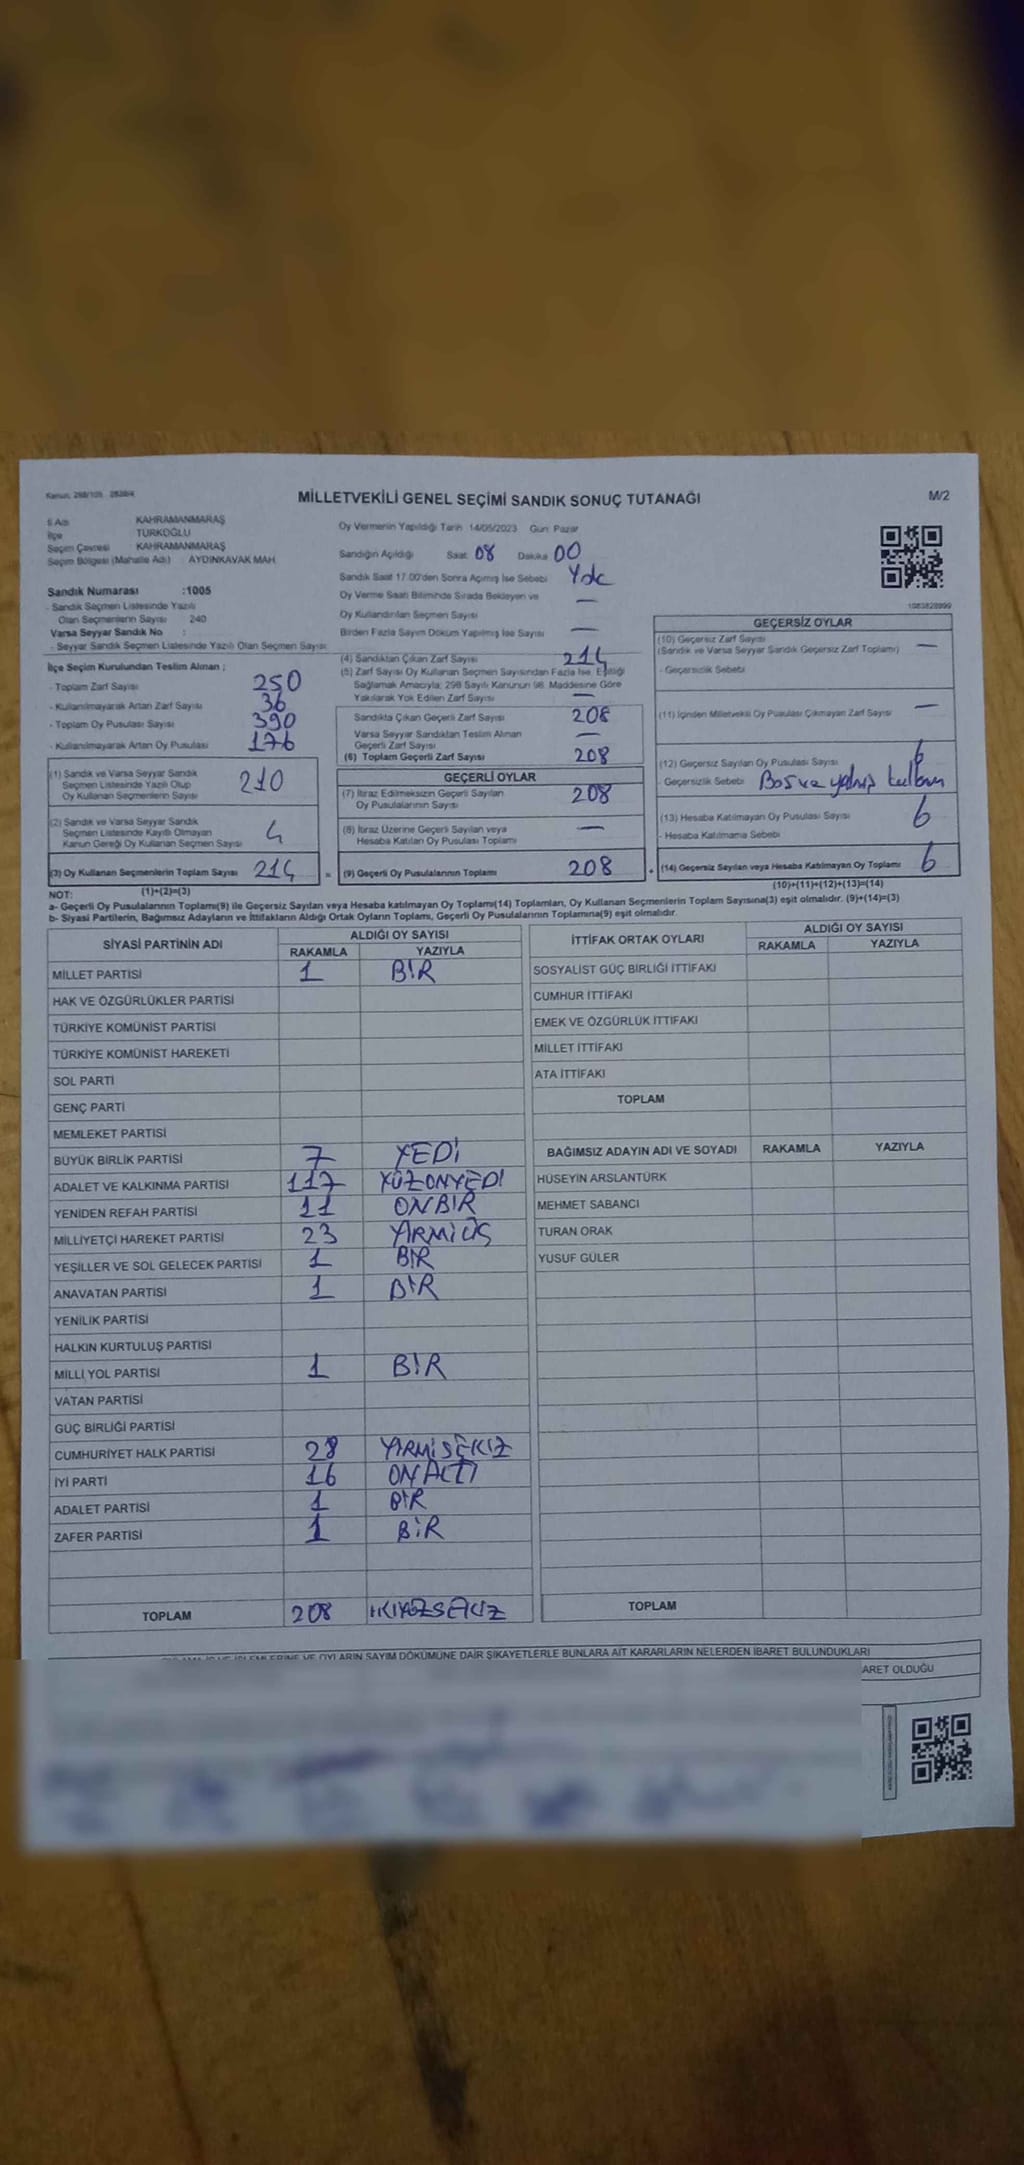 Kanun: 298/105 2839/4
MİLLETVEKİLİ GENEL SEÇİMİ SANDIK SONUÇ TUTANAĞI
M/2
İl Adı KAHRAMANMARAŞ
İlçe TÜRKOĞLU
Seçim Çevresi KAHRAMANMARAŞ
Seçim Bölgesi (Mahalle Adı) AYDINKAVAK MAH
Sandık Numarası :1005
- Sandık Seçmen Listesinde Yazılı
Olan Seçmenlerin Sayısı 240
Varsa Seyyar Sandık No :
- Seyyar Sandık Seçmen Listesinde Yazılı Olan Seçmen Sayısı
İlçe Seçim Kurulundan Teslim Alınan ;
- Toplam Zarf Sayısı 250
- Kullanılmayarak Artan Zarf Sayısı 36
- Toplam Oy Pusulası Sayısı 390
- Kullanılmayarak Artan Oy Pusulası 176
(1) Sandık ve Varsa Seyyar Sandık
Seçmen Listesinde Yazılı Olup
Oy Kullanan Seçmenlerin Sayısı 210
(2) Sandık ve Varsa Seyyar Sandık
Seçmen Listesinde Kayıtlı Olmayan
Kanun Gereği Oy Kullanan Seçmen Sayısı 4
(3) Oy Kullanan Seçmenlerin Toplam Sayısı 214
(1)+(2)=(3)
Oy Vermenin Yapıldığı Tarih 14/05/2023 Gün: Pazar
Sandığın Açıldığı Saat 08 Dakika 00
Sandık Saat 17.00'den Sonra Açılmış İse Sebebi Yok
Oy Verme Saati Bitiminde Sırada Bekleyen ve
Oy Kullandırılan Seçmen Sayısı —
Birden Fazla Sayım Döküm Yapılmış İse Sayısı —
(4) Sandıktan Çıkan Zarf Sayısı 214
(5) Zarf Sayısı Oy Kullanan Seçmen Sayısından Fazla İse, Eşitliği
Sağlamak Amacıyla; 298 Sayılı Kanunun 98. Maddesine Göre
Yakılarak Yok Edilen Zarf Sayısı —
Sandıkta Çıkan Geçerli Zarf Sayısı 208
Varsa Seyyar Sandıktan Teslim Alınan
Geçerli Zarf Sayısı —
(6) Toplam Geçerli Zarf Sayısı 208
GEÇERLİ OYLAR
(7) İtiraz Edilmeksizin Geçerli Sayılan
Oy Pusulalarının Sayısı 208
(8) İtiraz Üzerine Geçerli Sayılan veya
Hesaba Katılan Oy Pusulası Toplamı —
= (9) Geçerli Oy Pusulalarının Toplamı 208
1083828999
GEÇERSİZ OYLAR
(10) Geçersiz Zarf Sayısı
(Sandık ve Varsa Seyyar Sandık Geçersiz Zarf Toplamı) —
- Geçersizlik Sebebi
(11) İçinden Milletvekili Oy Pusulası Çıkmayan Zarf Sayısı —
(12) Geçersiz Sayılan Oy Pusulası Sayısı 6
- Geçersizlik Sebebi Boş ve yalnış kullanım
(13) Hesaba Katılmayan Oy Pusulası Sayısı 6
- Hesaba Katılmama Sebebi
+ (14) Geçersiz Sayılan veya Hesaba Katılmayan Oy Toplamı 6
(10)+(11)+(12)+(13)=(14)
NOT:
a- Geçerli Oy Pusulalarının Toplamı(9) ile Geçersiz Sayılan veya Hesaba katılmayan Oy Toplamı(14) Toplamları, Oy Kullanan Seçmenlerin Toplam Sayısına(3) eşit olmalıdır. (9)+(14)=(3)
b- Siyasi Partilerin, Bağımsız Adayların ve İttifakların Aldığı Ortak Oyların Toplamı, Geçerli Oy Pusulalarının Toplamına(9) eşit olmalıdır.
SİYASİ PARTİNİN ADI ALDIĞI OY SAYISI
RAKAMLA YAZIYLA
MİLLET PARTİSİ 1 BİR
HAK VE ÖZGÜRLÜKLER PARTİSİ
TÜRKİYE KOMÜNİST PARTİSİ
TÜRKİYE KOMÜNİST HAREKETİ
SOL PARTİ
GENÇ PARTİ
MEMLEKET PARTİSİ
BÜYÜK BİRLİK PARTİSİ 7 YEDİ
ADALET VE KALKINMA PARTİSİ 117 YÜZONYEDİ
YENİDEN REFAH PARTİSİ 11 ONBİR
MİLLİYETÇİ HAREKET PARTİSİ 23 YİRMİÜÇ
YEŞİLLER VE SOL GELECEK PARTİSİ 1 BİR
ANAVATAN PARTİSİ 1 BİR
YENİLİK PARTİSİ
HALKIN KURTULUŞ PARTİSİ
MİLLİ YOL PARTİSİ 1 BİR
VATAN PARTİSİ
GÜÇ BİRLİĞİ PARTİSİ
CUMHURİYET HALK PARTİSİ 28 YİRMİSEKİZ
İYİ PARTİ 16 ONALTI
ADALET PARTİSİ 1 BİR
ZAFER PARTİSİ 1 BİR
TOPLAM 208 İKİYÜZSEKİZ
İTTİFAK ORTAK OYLARI ALDIĞI OY SAYISI
RAKAMLA YAZIYLA
SOSYALİST GÜÇ BİRLİĞİ İTTİFAKI
CUMHUR İTTİFAKI
EMEK VE ÖZGÜRLÜK İTTİFAKI
MİLLET İTTİFAKI
ATA İTTİFAKI
TOPLAM
BAĞIMSIZ ADAYIN ADI VE SOYADI RAKAMLA YAZIYLA
HÜSEYİN ARSLANTÜRK
MEHMET SABANCI
TURAN ORAK
YUSUF GÜLER
TOPLAM
VE OYLARIN SAYIM DÖKÜMÜNE DAİR ŞİKAYETLERLE BUNLARA AİT KARARLARIN NELERDEN İBARET BULUNDUKLARI
ARET OLDUĞU